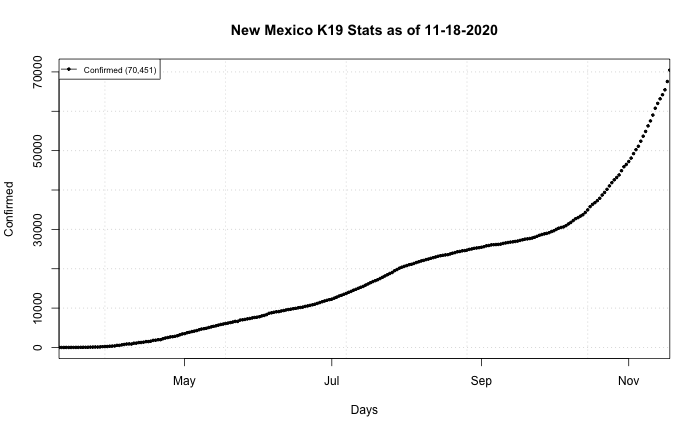 New Mexico K19 Stats as of 11-18-2020
Confirmed (70,451)
Confirmed
70000
50000
30000
10000
0
May
Jul
Sep
Nov
Days